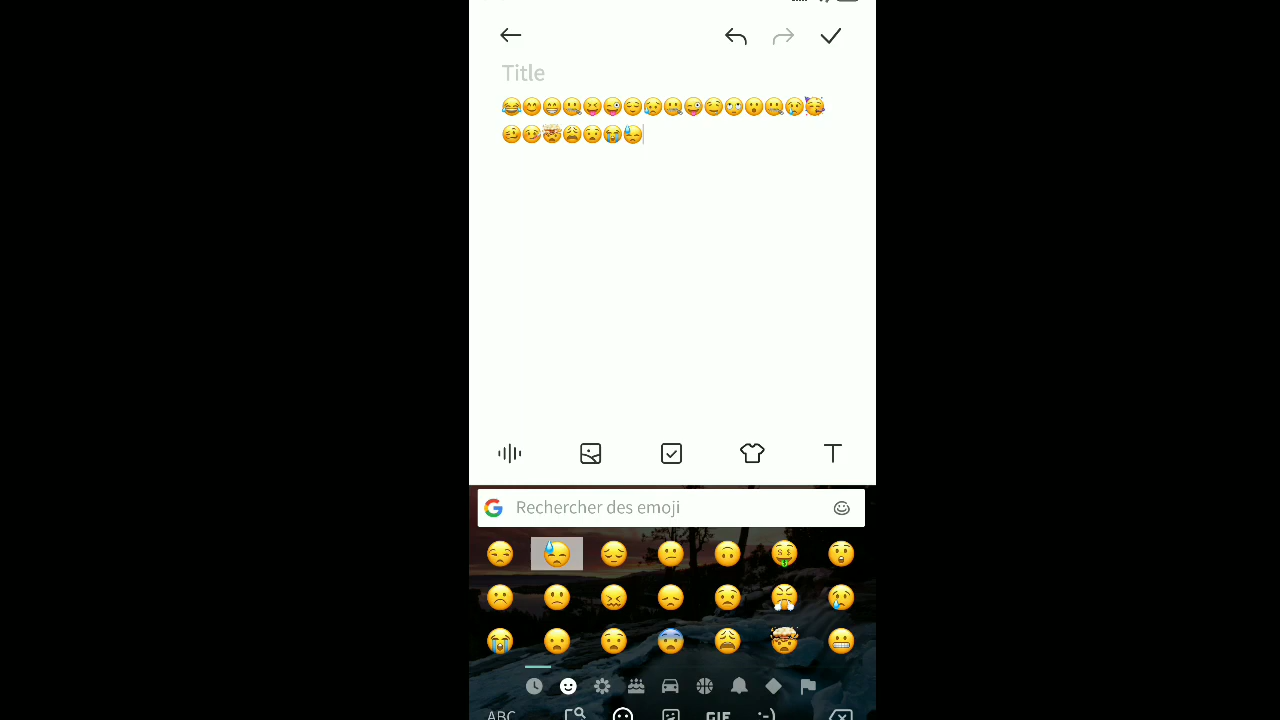 Title
😂😊😁🤐😝😜😌😥🤐😜😏🙄😮🤐😢🥳
🥴🤒🤯😩😧😭😓
Rechercher des emoji
ABC
GIF
:-)